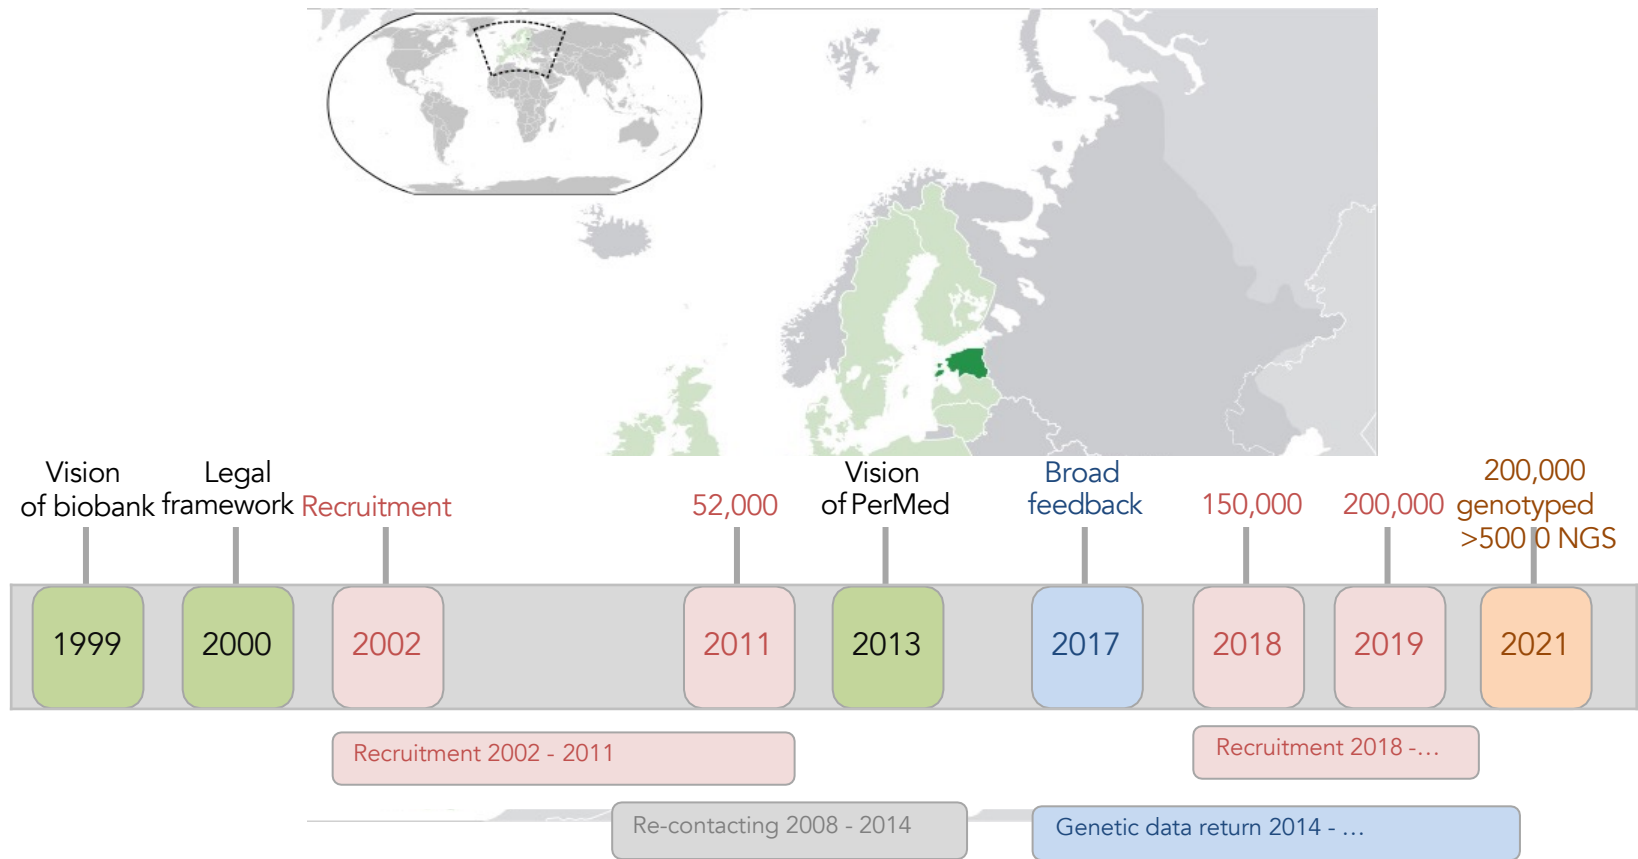 Vision
of biobank
Legal
framework
Recruitment
52,000
Vision
of PerMed
Broad
feedback
150,000
200,000
200,000
genotyped
>500 0 NGS
1999
2000
2002
2011
2013
2017
2018
2019
2021
Recruitment 2002 - 2011
Recruitment 2018 -…
Re-contacting 2008 - 2014
Genetic data return 2014 - …